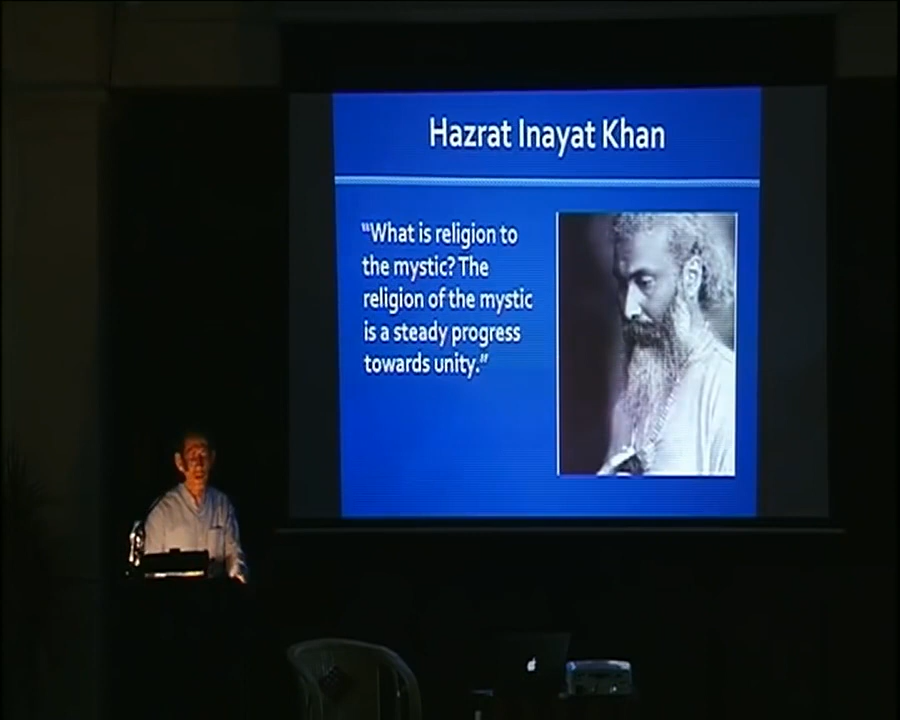 Hazrat Inayat Khan
“What is religion to
the mystic? The
religion of the mystic
is a steady progress
towards unity.”